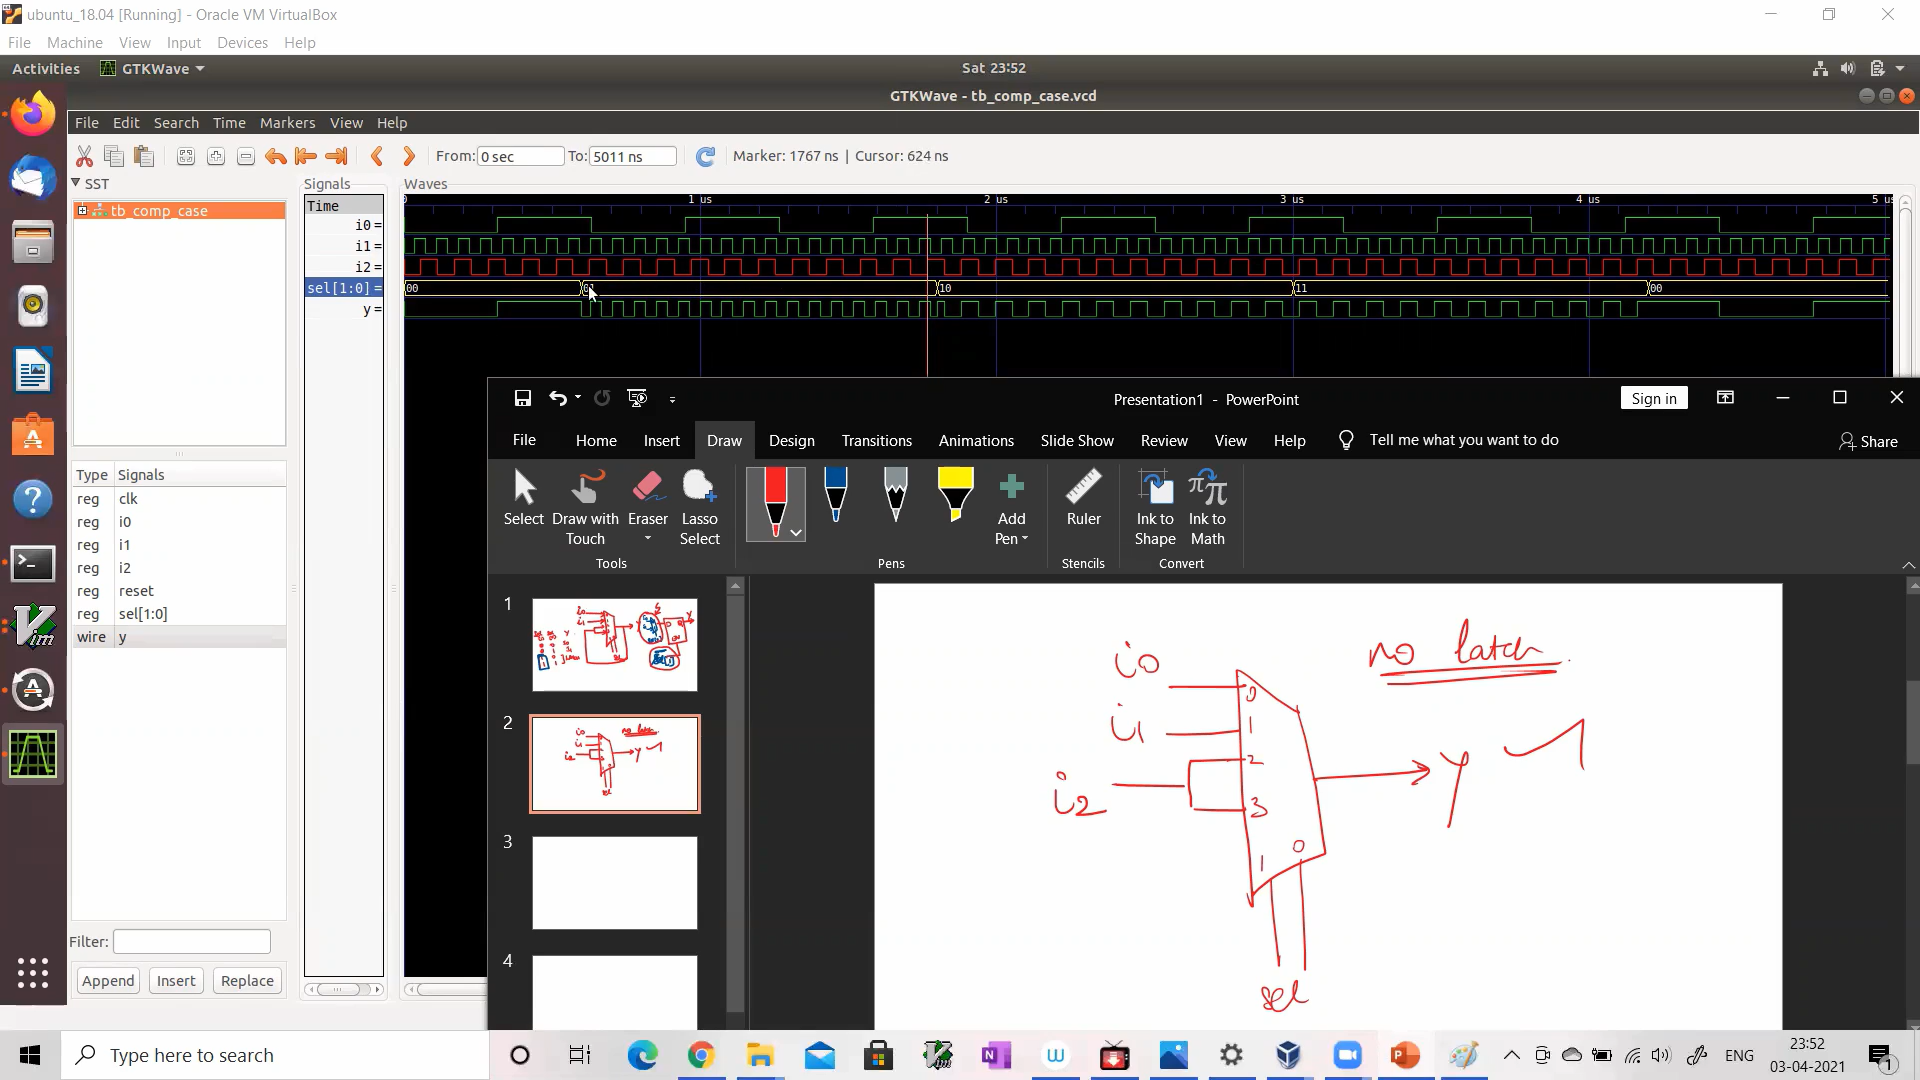 ubuntu_18.04 [Running] - Oracle VM VirtualBox
File Machine View Input Devices Help
Activities GTKWave Sat 23:52
GTKWave - tb_comp_case.vcd
File Edit Search Time Markers View Help
From: 0 sec To: 5011 ns Marker: 1767 ns | Cursor: 624 ns
SST Signals Waves
tb_comp_case
Time
0 1 us 2 us 3 us 4 us 5 us
i0 =
i1 =
i2 =
sel[1:0] = 00 01 10 11 00
y =
Type Signals
reg clk
reg i0
reg i1
reg i2
reg reset
reg sel[1:0]
wire y
Filter:
Append Insert Replace
Presentation1 - PowerPoint Sign in
File Home Insert Draw Design Transitions Animations Slide Show Review View Help Tell me what you want to do Share
Select Draw with Touch Eraser Lasso Select Add Pen Ruler Ink to Shape Ink to Math
Tools Pens Stencils Convert
1
2
3
4
i0 no latch
0
i1 1
2 y
i2 3
1 0
sel
Type here to search
ENG 23:52
03-04-2021
1